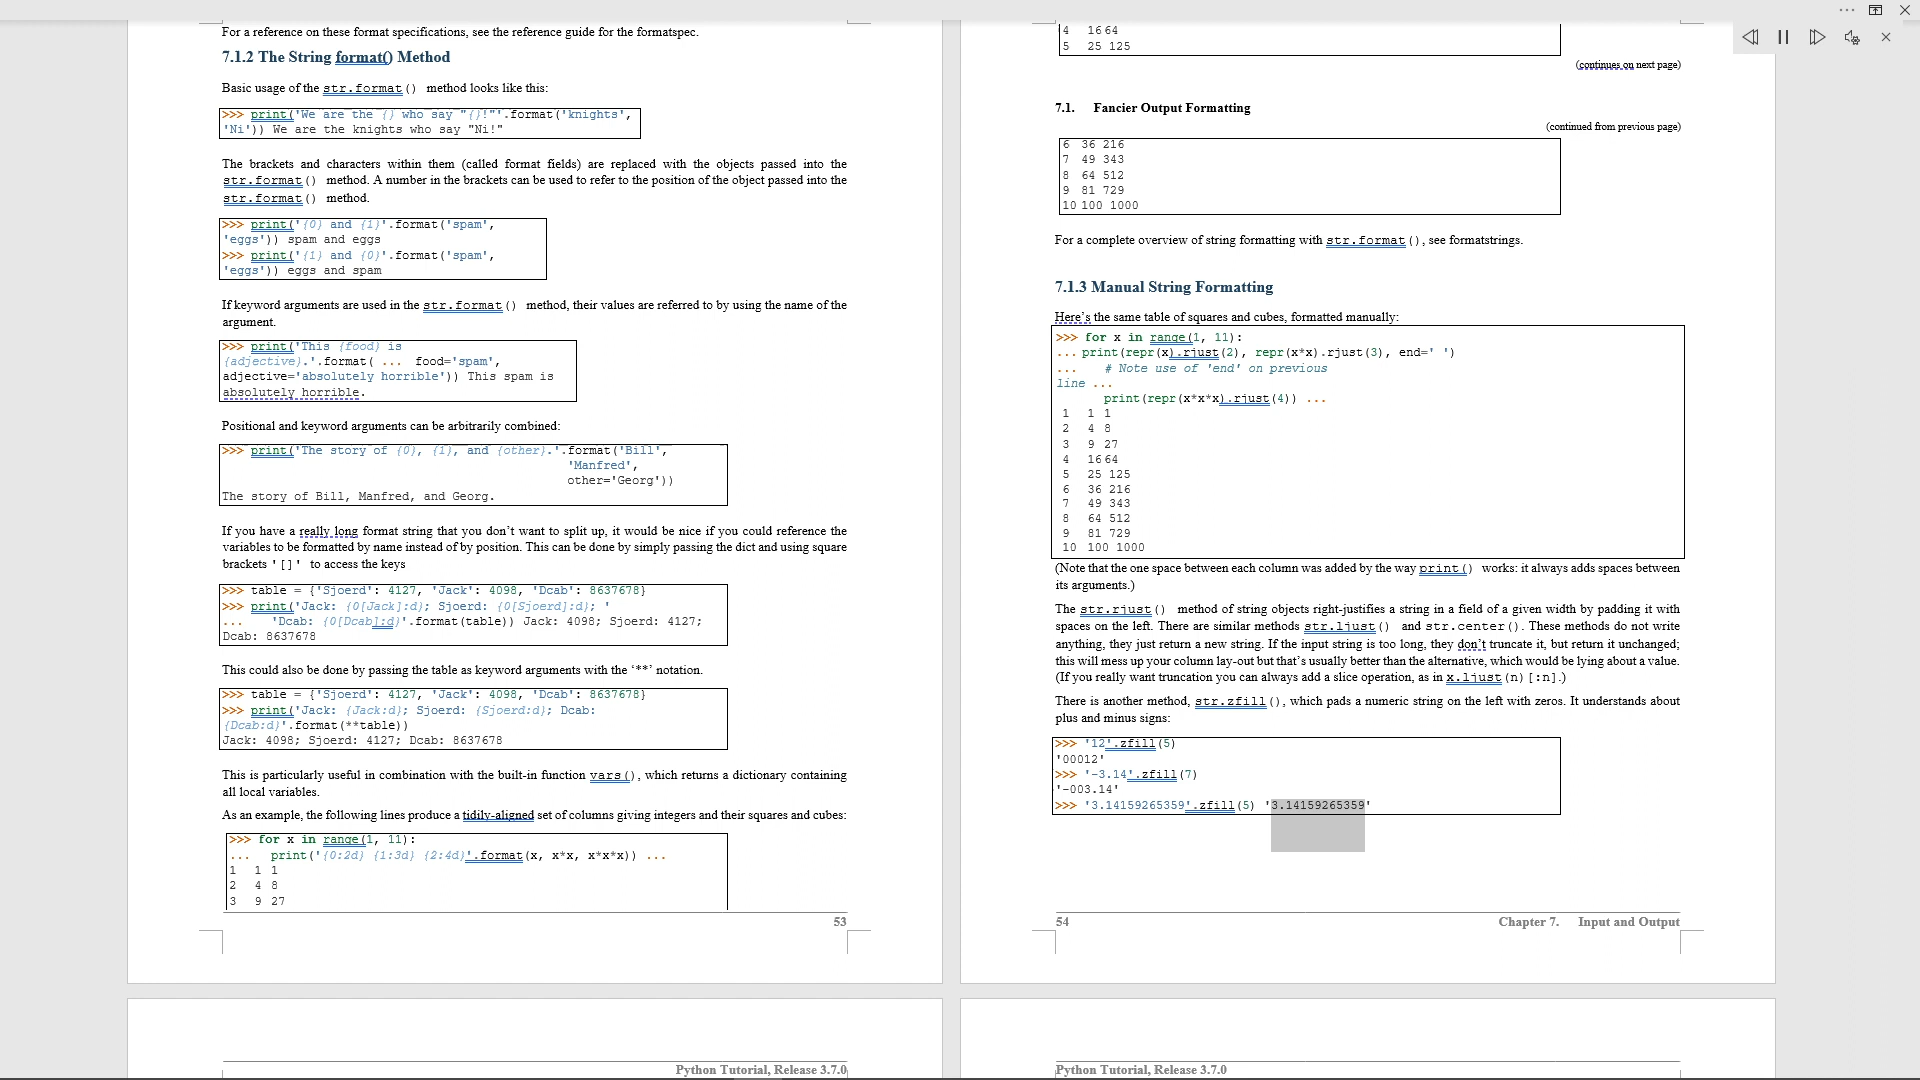 For a reference on these format specifications, see the reference guide for the formatspec.
7.1.2 The String format() Method
Basic usage of the str.format() method looks like this:
>>> print('We are the {} who say "{}!"'.format('knights',
'Ni')) We are the knights who say "Ni!"
The brackets and characters within them (called format fields) are replaced with the objects passed into the
str.format() method. A number in the brackets can be used to refer to the position of the object passed into the
str.format() method.
>>> print('{0} and {1}'.format('spam',
'eggs')) spam and eggs
>>> print('{1} and {0}'.format('spam',
'eggs')) eggs and spam
If keyword arguments are used in the str.format() method, their values are referred to by using the name of the
argument.
>>> print('This {food} is
{adjective}.'.format( ... food='spam',
adjective='absolutely horrible')) This spam is
absolutely horrible.
Positional and keyword arguments can be arbitrarily combined:
>>> print('The story of {0}, {1}, and {other}.'.format('Bill',
'Manfred',
other='Georg'))
The story of Bill, Manfred, and Georg.
If you have a really long format string that you don’t want to split up, it would be nice if you could reference the
variables to be formatted by name instead of by position. This can be done by simply passing the dict and using square
brackets '[]' to access the keys
>>> table = {'Sjoerd': 4127, 'Jack': 4098, 'Dcab': 8637678}
>>> print('Jack: {0[Jack]:d}; Sjoerd: {0[Sjoerd]:d}; '
... 'Dcab: {0[Dcab]:d}'.format(table)) Jack: 4098; Sjoerd: 4127;
Dcab: 8637678
This could also be done by passing the table as keyword arguments with the ‘**’ notation.
>>> table = {'Sjoerd': 4127, 'Jack': 4098, 'Dcab': 8637678}
>>> print('Jack: {Jack:d}; Sjoerd: {Sjoerd:d}; Dcab:
{Dcab:d}'.format(**table))
Jack: 4098; Sjoerd: 4127; Dcab: 8637678
This is particularly useful in combination with the built-in function vars(), which returns a dictionary containing
all local variables.
As an example, the following lines produce a tidily-aligned set of columns giving integers and their squares and cubes:
>>> for x in range(1, 11):
... print('{0:2d} {1:3d} {2:4d}'.format(x, x*x, x*x*x)) ...
1 1 1
2 4 8
3 9 27
53
4 16 64
5 25 125
(continues on next page)
7.1. Fancier Output Formatting
(continued from previous page)
6 36 216
7 49 343
8 64 512
9 81 729
10 100 1000
For a complete overview of string formatting with str.format(), see formatstrings.
7.1.3 Manual String Formatting
Here’s the same table of squares and cubes, formatted manually:
>>> for x in range(1, 11):
... print(repr(x).rjust(2), repr(x*x).rjust(3), end=' ')
... # Note use of 'end' on previous
line ...
print(repr(x*x*x).rjust(4)) ...
1 1 1
2 4 8
3 9 27
4 16 64
5 25 125
6 36 216
7 49 343
8 64 512
9 81 729
10 100 1000
(Note that the one space between each column was added by the way print() works: it always adds spaces between
its arguments.)
The str.rjust() method of string objects right-justifies a string in a field of a given width by padding it with
spaces on the left. There are similar methods str.ljust() and str.center(). These methods do not write
anything, they just return a new string. If the input string is too long, they don’t truncate it, but return it unchanged;
this will mess up your column lay-out but that’s usually better than the alternative, which would be lying about a value.
(If you really want truncation you can always add a slice operation, as in x.ljust(n)[:n].)
There is another method, str.zfill(), which pads a numeric string on the left with zeros. It understands about
plus and minus signs:
>>> '12'.zfill(5)
'00012'
>>> '-3.14'.zfill(7)
'-003.14'
>>> '3.14159265359'.zfill(5) '3.14159265359'
54 Chapter 7. Input and Output
Python Tutorial, Release 3.7.0
Python Tutorial, Release 3.7.0